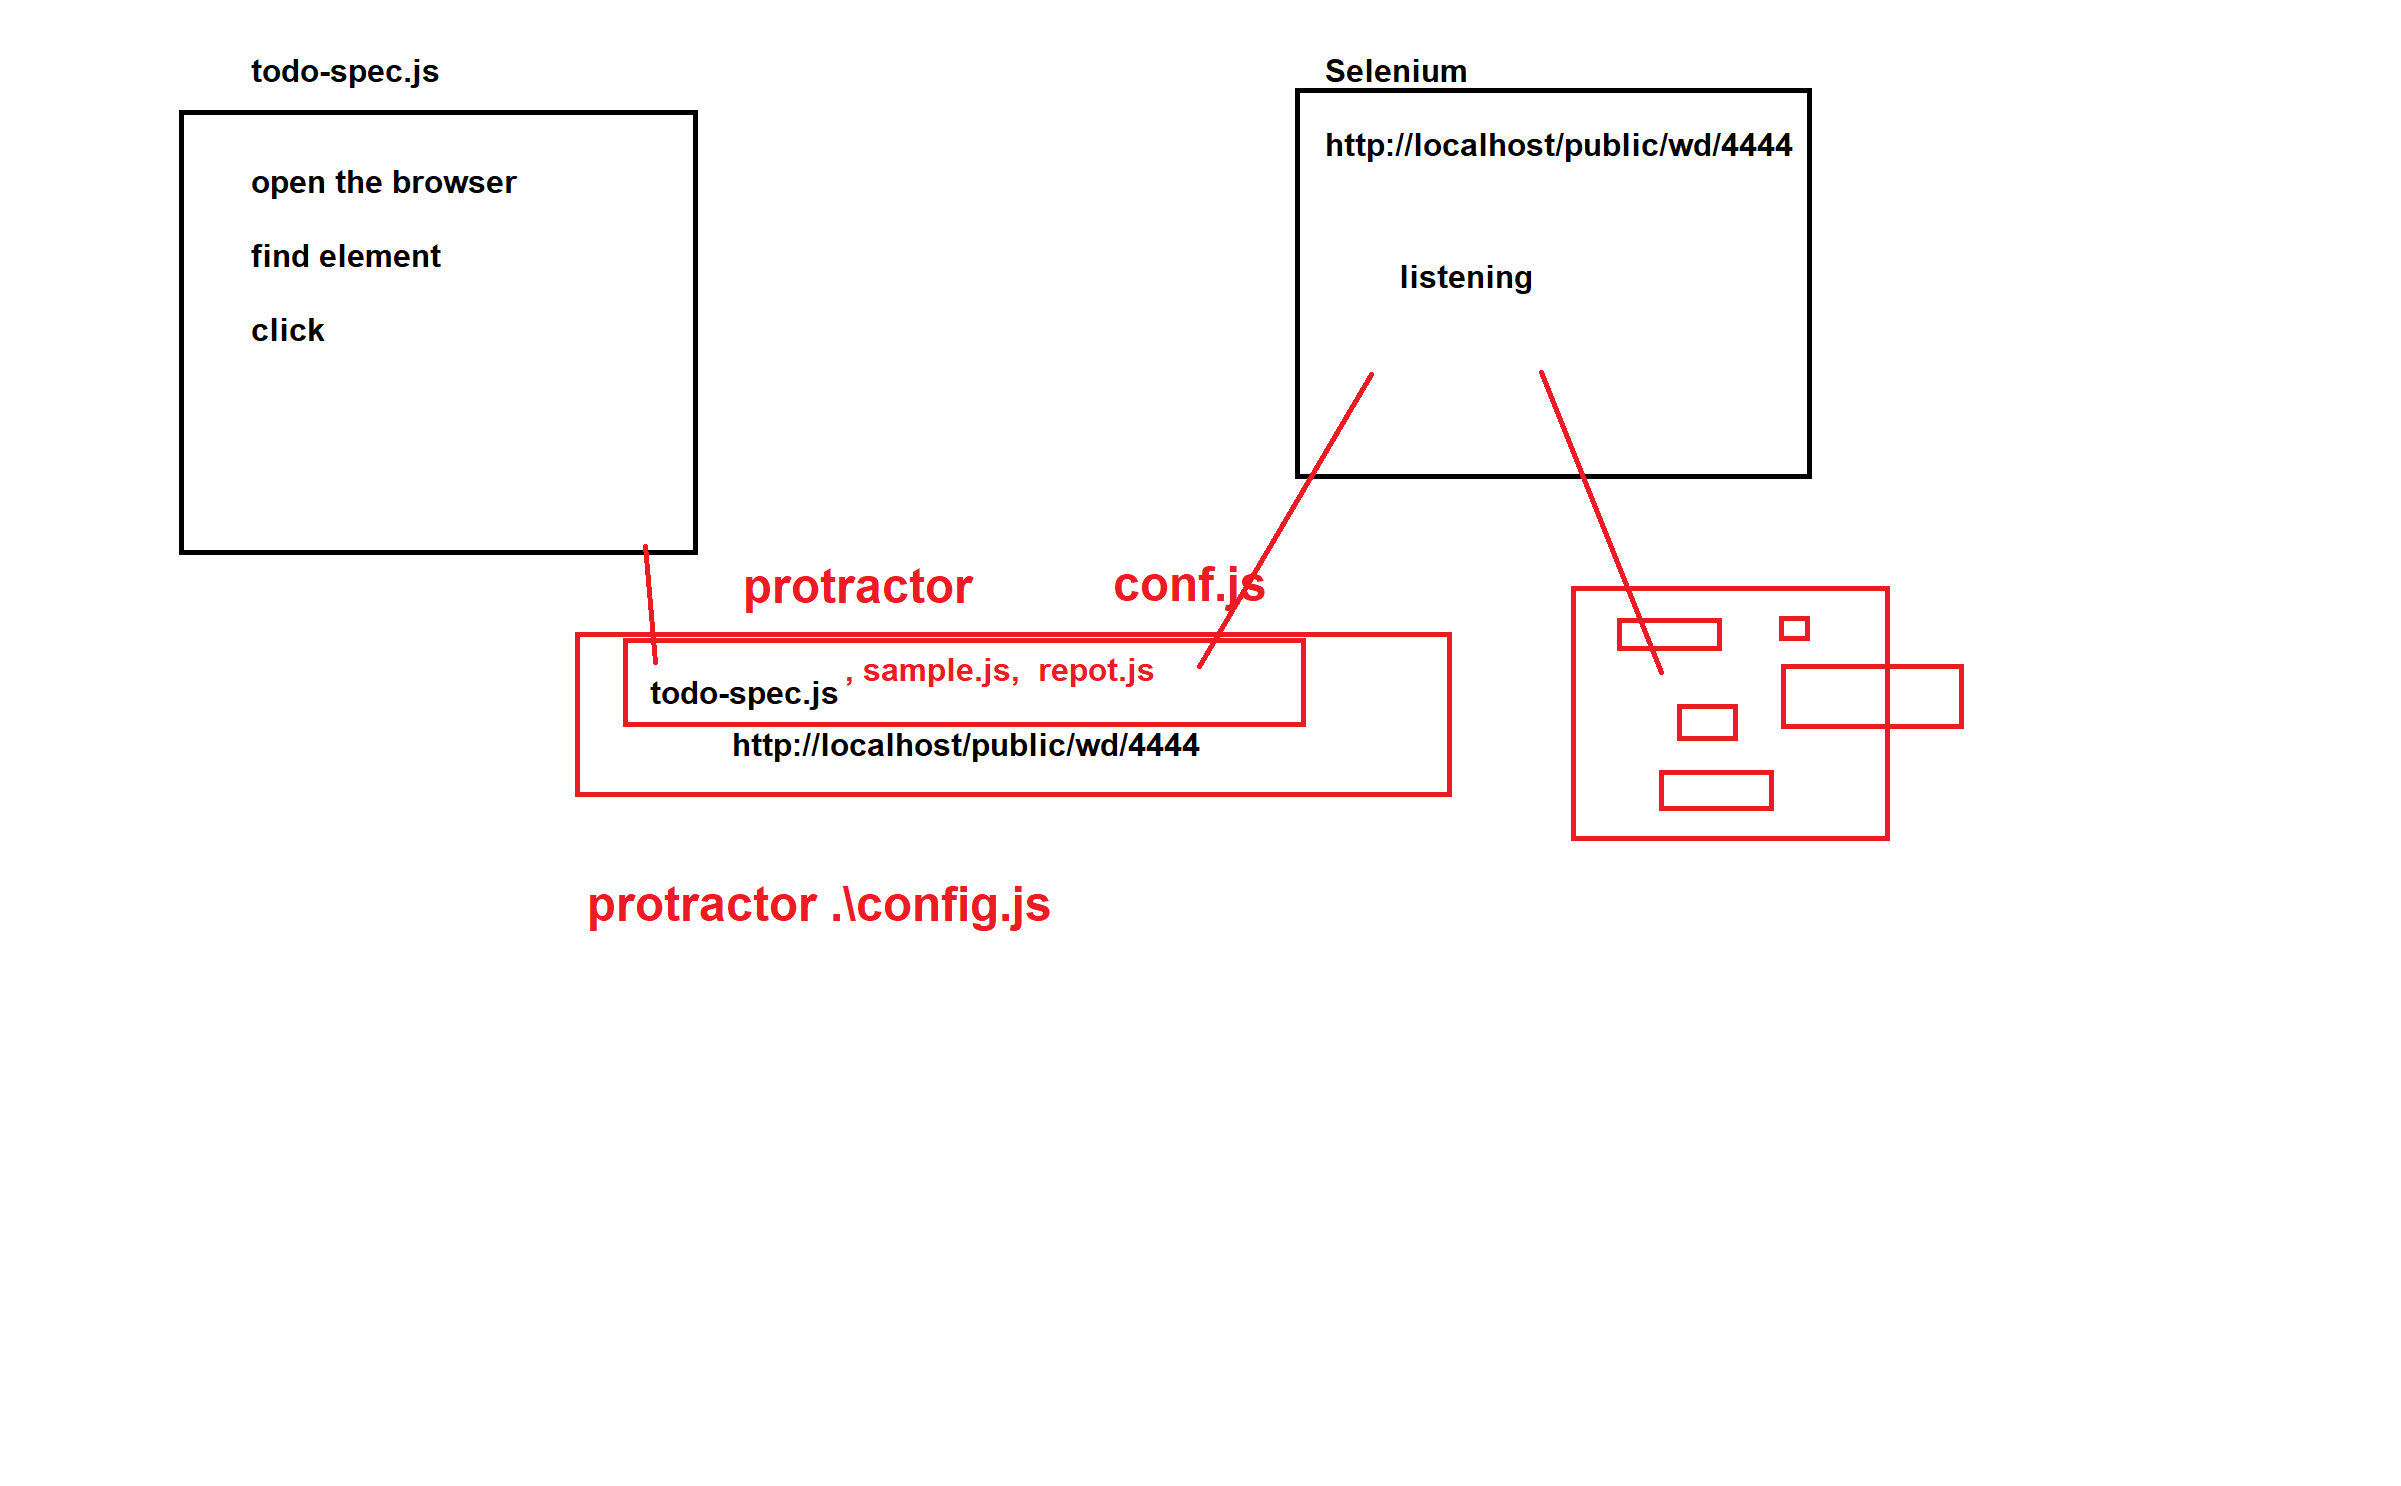 todo-spec.js
open the browser
find element
click
Selenium
http://localhost/public/wd/4444
listening
protractor conf.js
todo-spec.js , sample.js, repot.js
http://localhost/public/wd/4444
protractor .\config.js